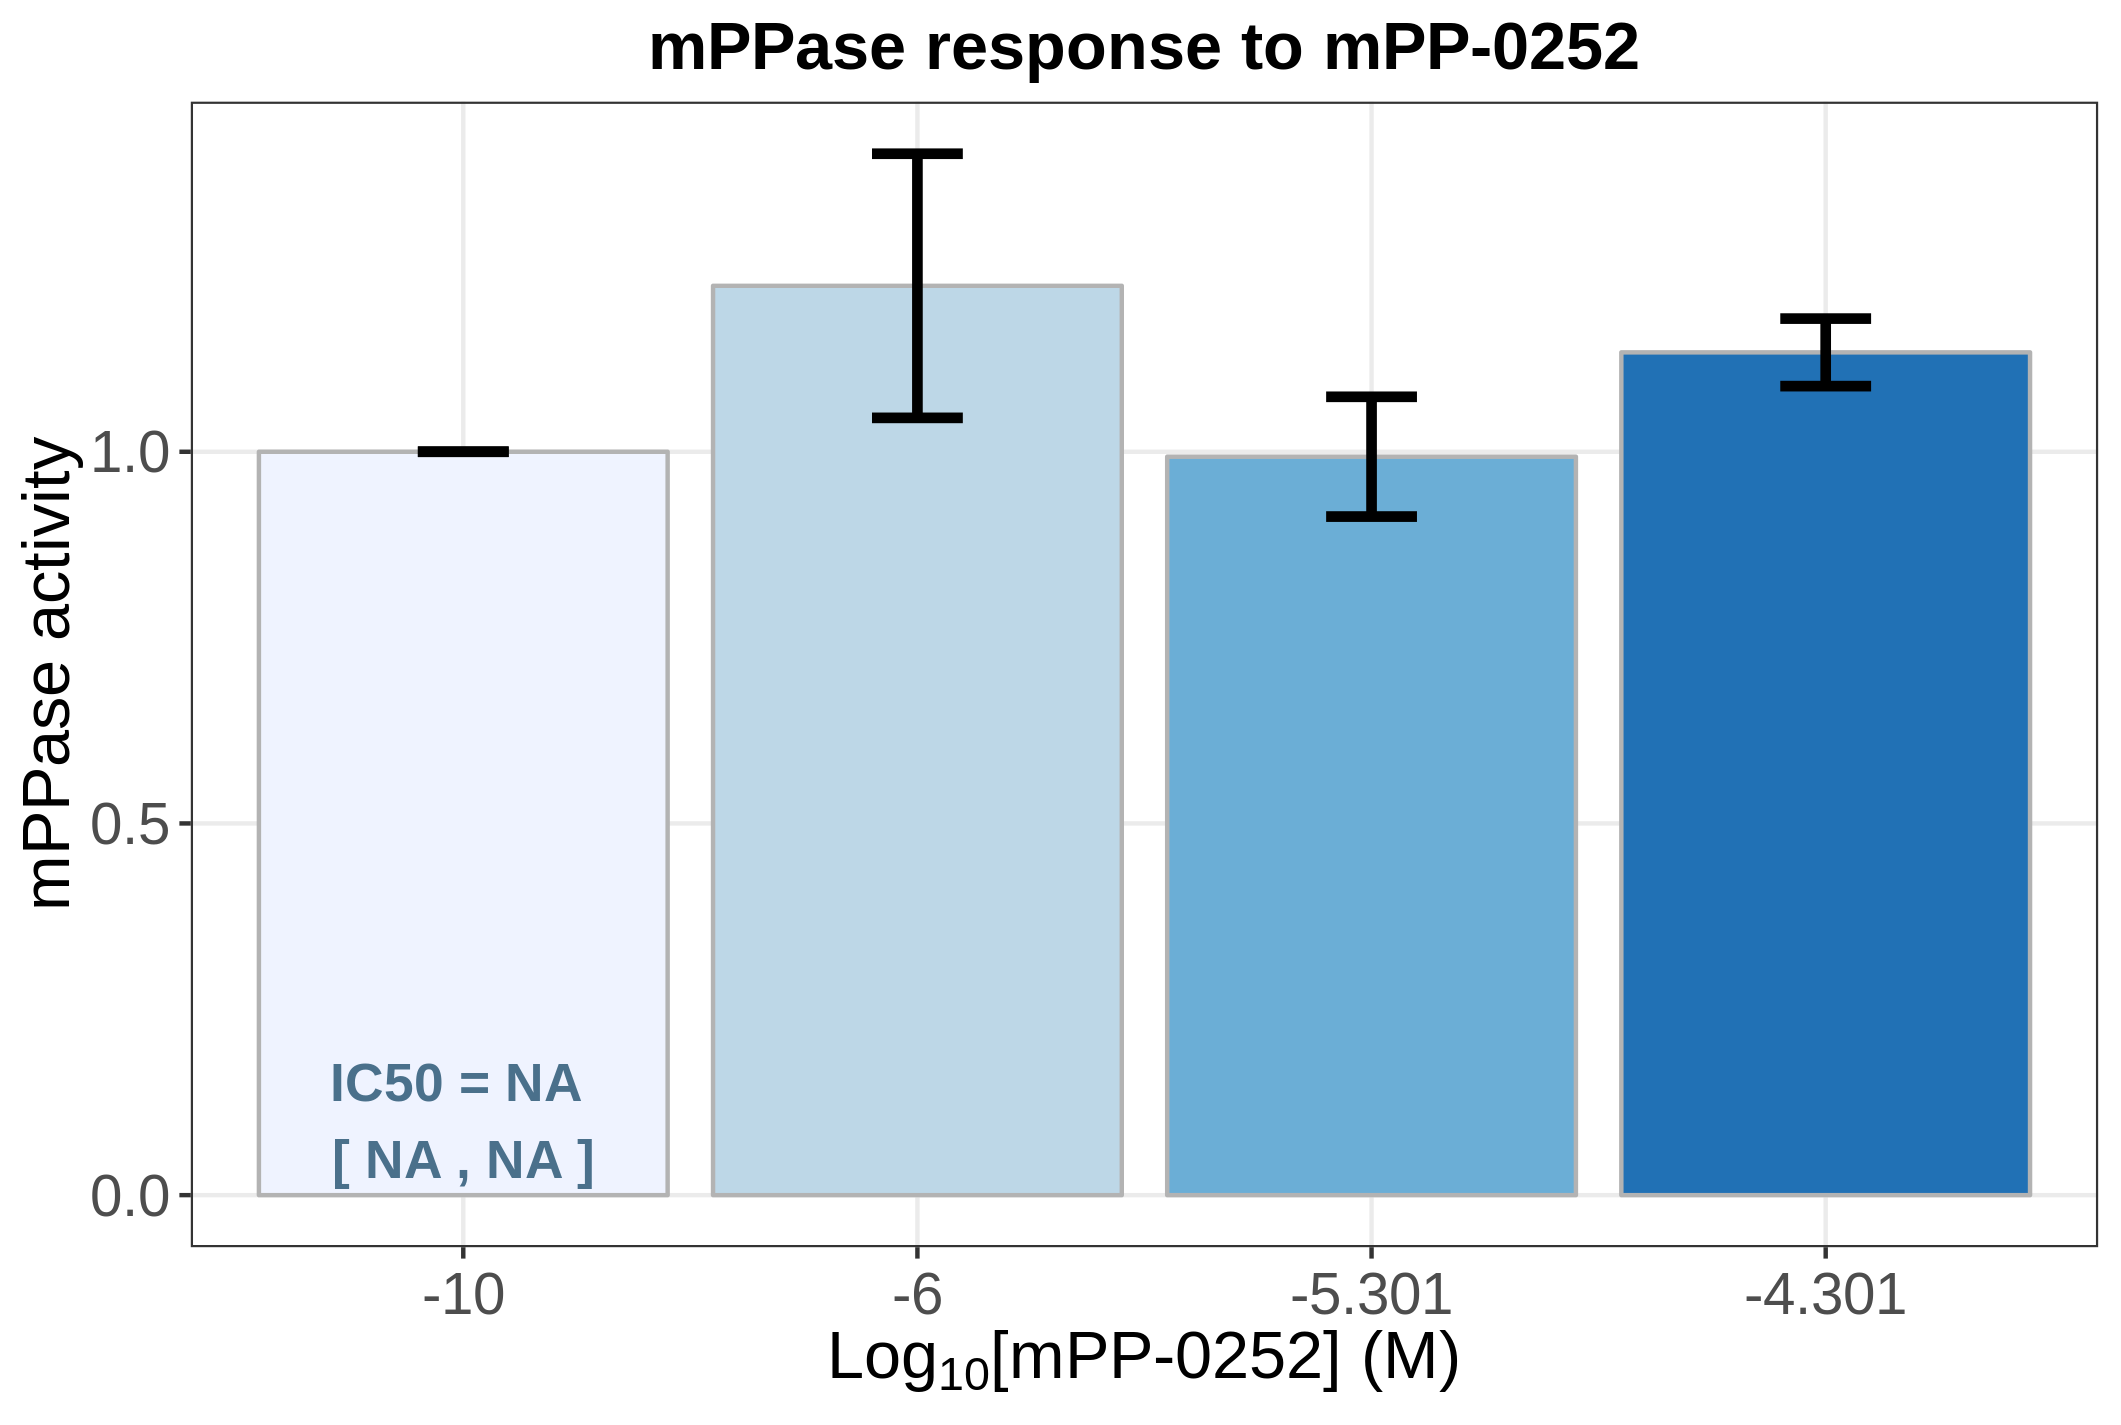 mPPase response to mPP-0252
mPPase activity
1.0
0.5
0.0
IC50 = NA
[ NA , NA ]
-10 -6 -5.301 -4.301
Log₁₀[mPP-0252] (M)